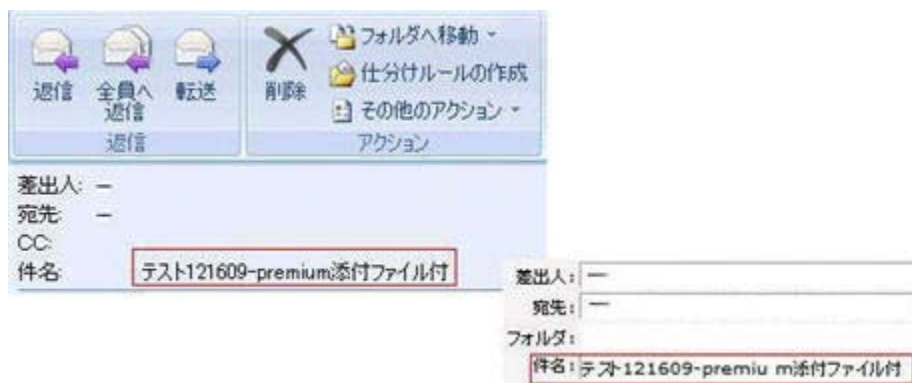 フォルダへ移動
仕分けルールの作成
返信 全員へ返信 転送 削除
その他のアクション
返信 アクション
差出人: —
宛先: —
CC:
件名: テスト121609-premium添付ファイル付
差出人: —
宛先: —
フォルダ:
件名: テスト121609-premiu m添付ファイル付